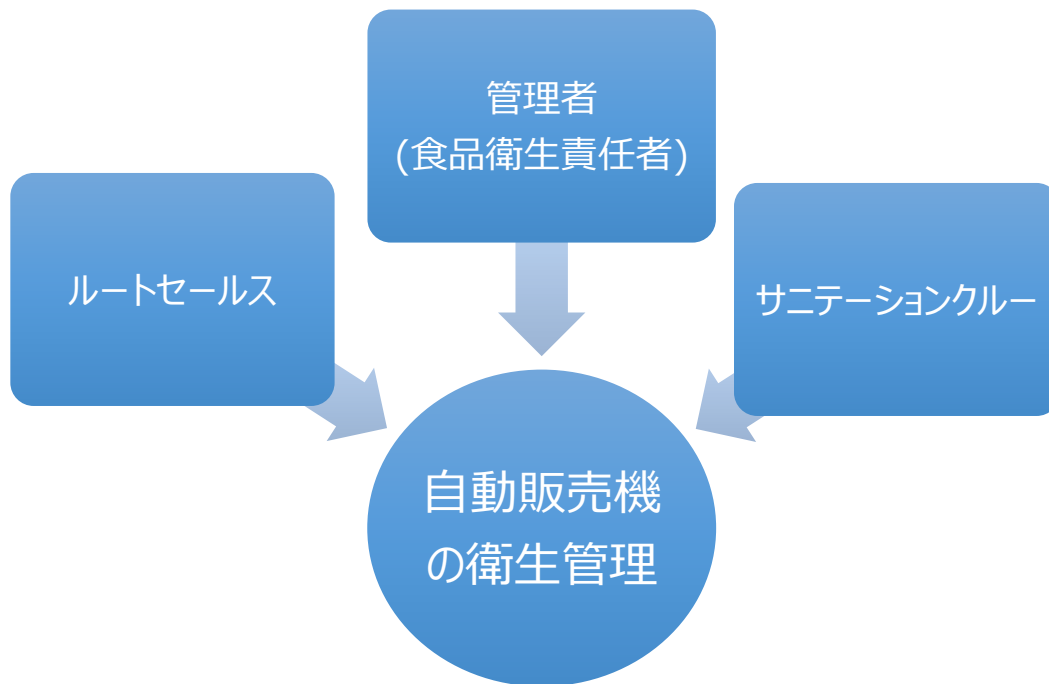 管理者
(食品衛生責任者)
ルートセールス
サニテーションクルー
自動販売機
の衛生管理